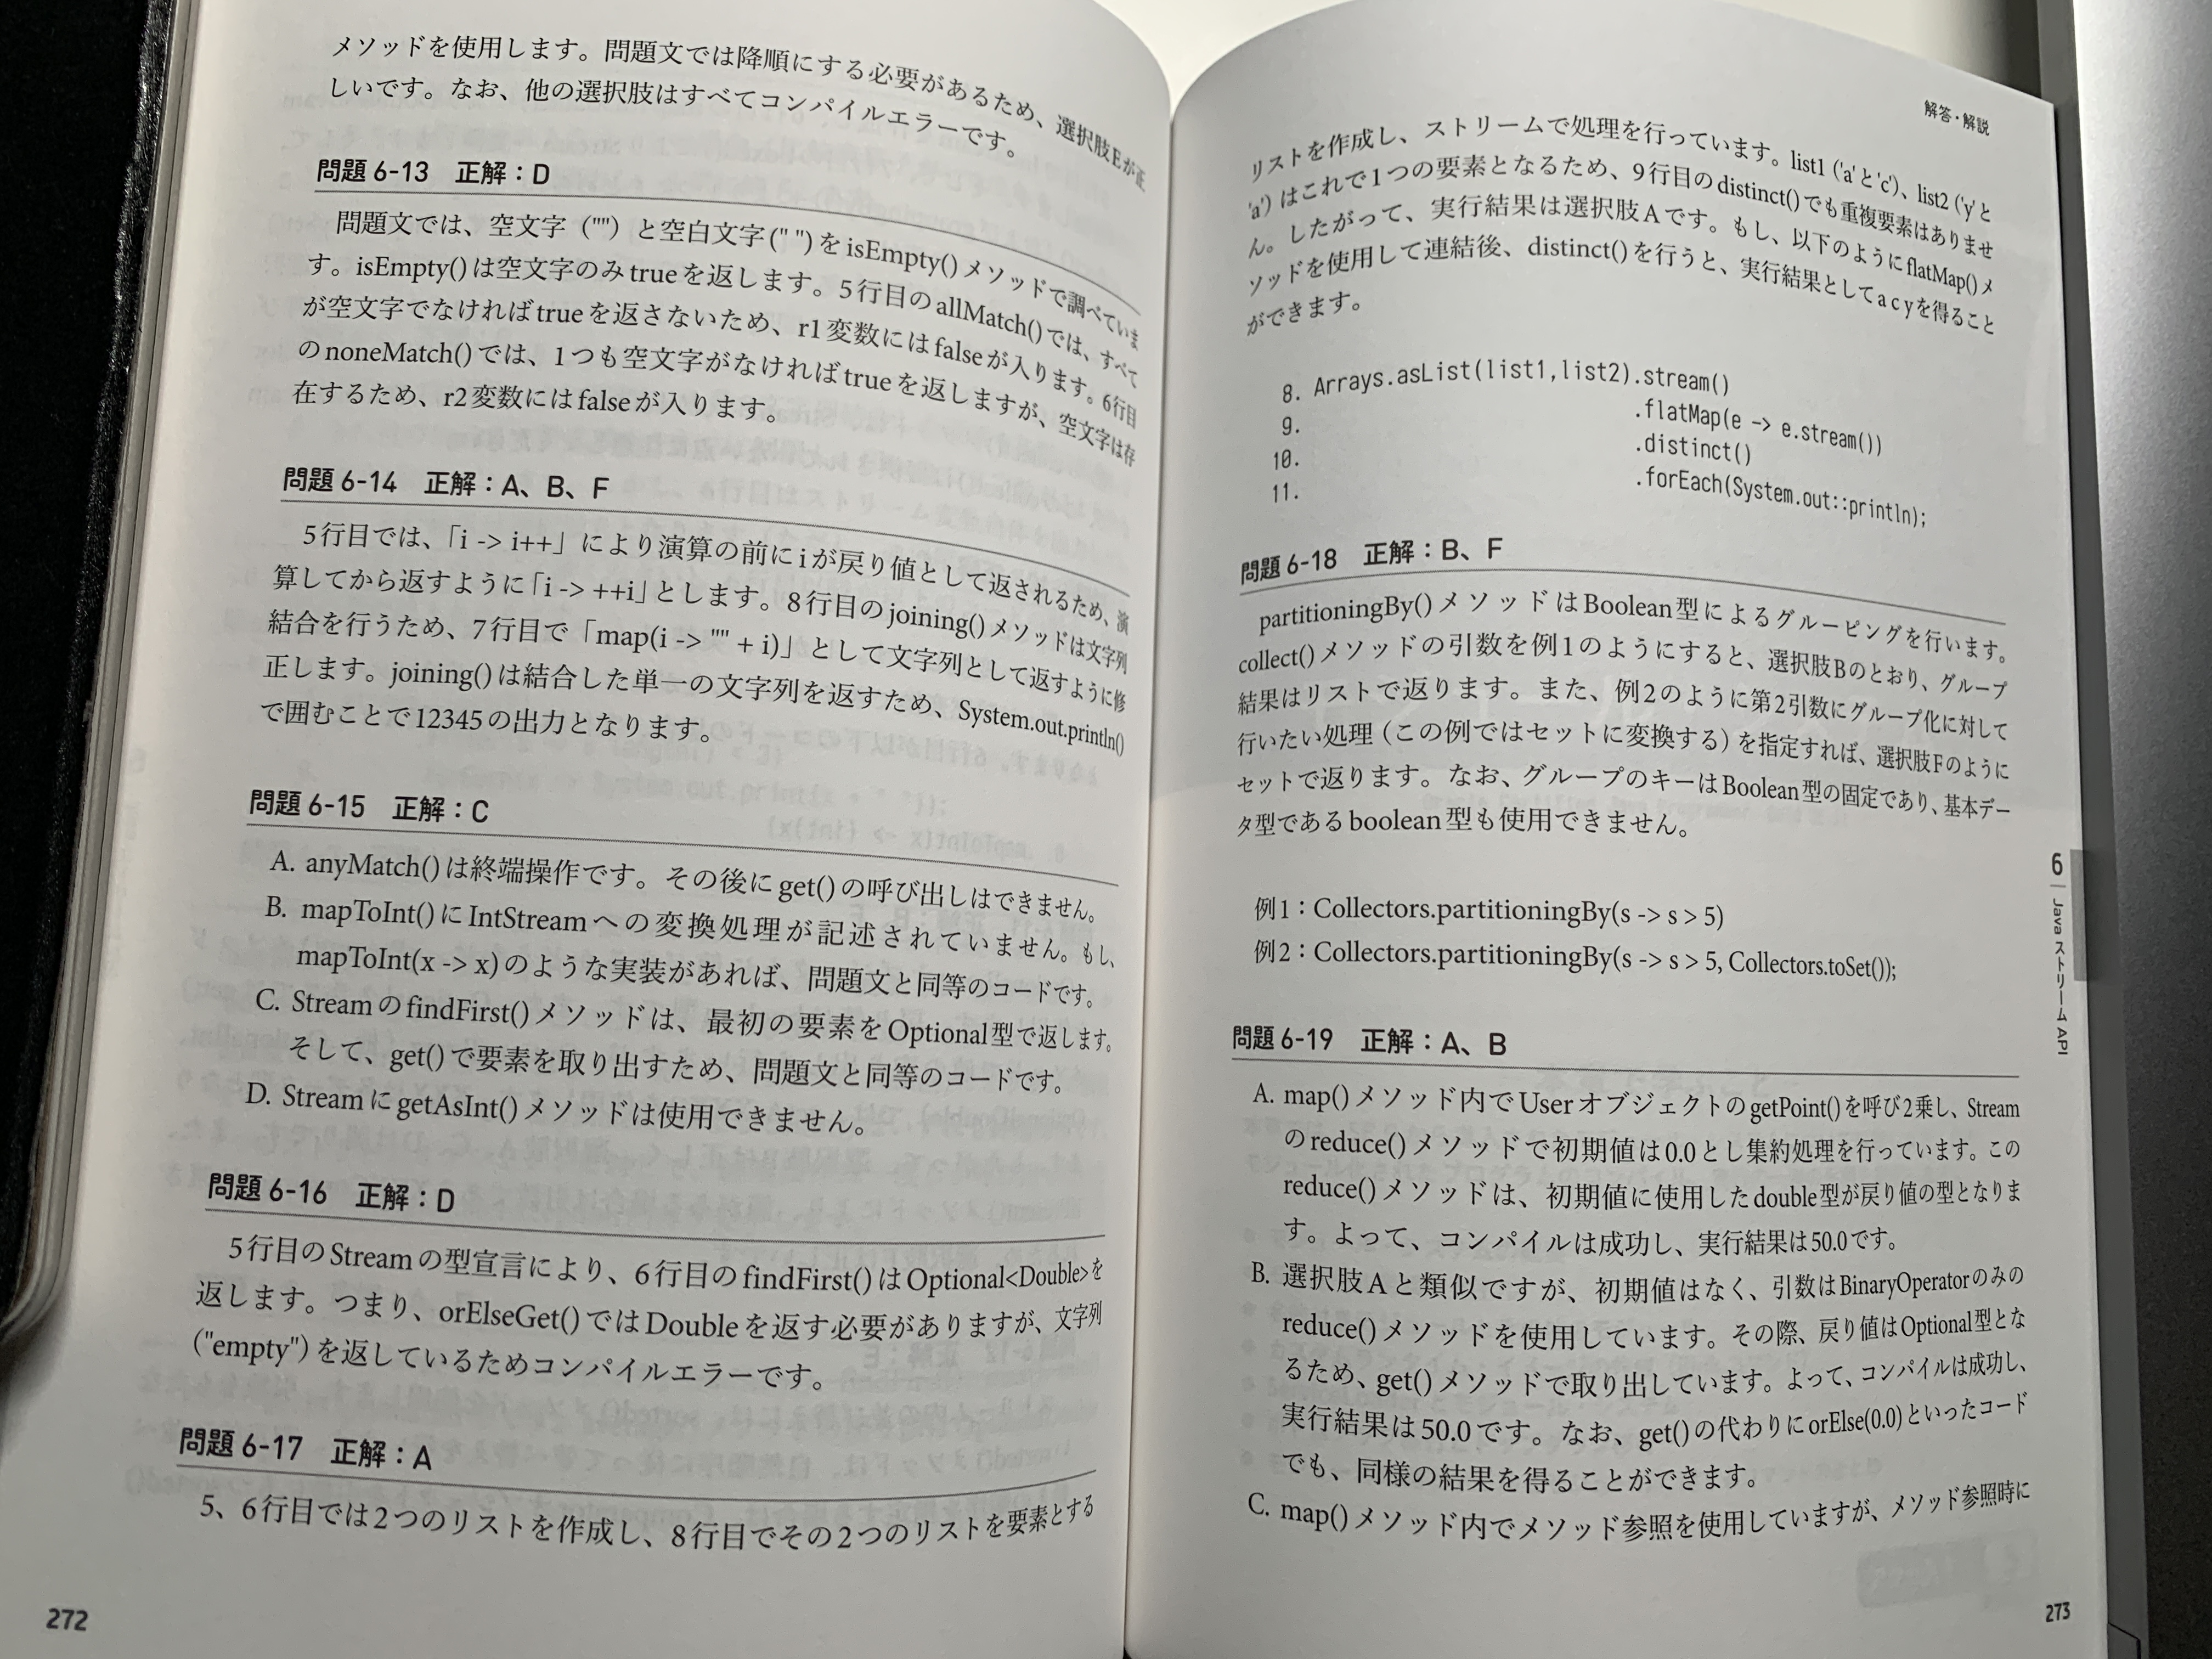 メソッドを使用します。問題文では降順にする必要があるため、選択肢Eが正
しいです。なお、他の選択肢はすべてコンパイルエラーです。
問題 6-13 正解：D
問題文では、空文字（""）と空白文字(" ")をisEmpty()メソッドで調べていま
す。isEmpty()は空文字のみtrueを返します。5行目のallMatch()では、すべて
が空文字でなければtrueを返さないため、r1変数にはfalseが入ります。6行目
のnoneMatch()では、1つも空文字がなければtrueを返しますが、空文字は存
在するため、r2変数にはfalseが入ります。
問題 6-14 正解：A、B、F
5行目では、「i -> i++」により演算の前にiが戻り値として返されるため、演
算してから返すように「i -> ++i」とします。8行目のjoining()メソッドは文字列
結合を行うため、7行目で「map(i -> "" + i)」として文字列として返すように修
正します。joining()は結合した単一の文字列を返すため、System.out.println()
で囲むことで12345の出力となります。
問題 6-15 正解：C
A. anyMatch()は終端操作です。その後にget()の呼び出しはできません。
B. mapToInt()にIntStreamへの変換処理が記述されていません。もし、
mapToInt(x -> x)のような実装があれば、問題文と同等のコードです。
C. StreamのfindFirst()メソッドは、最初の要素をOptional型で返します。
そして、get()で要素を取り出すため、問題文と同等のコードです。
D. StreamにgetAsInt()メソッドは使用できません。
問題 6-16 正解：D
5行目のStreamの型宣言により、6行目のfindFirst()はOptional<Double>を
返します。つまり、orElseGet()ではDoubleを返す必要がありますが、文字列
("empty")を返しているためコンパイルエラーです。
問題 6-17 正解：A
5、6行目では2つのリストを作成し、8行目でその2つのリストを要素とする
272
解答・解説
リストを作成し、ストリームで処理を行っています。list1 ('a'と'c')、list2 ('y'と
'a') はこれで1つの要素となるため、9行目のdistinct()でも重複要素はありませ
ん。したがって、実行結果は選択肢Aです。もし、以下のようにflatMap()メ
ソッドを使用して連結後、distinct()を行うと、実行結果としてa c yを得ること
ができます。
8. Arrays.asList(list1,list2).stream()
9. .flatMap(e -> e.stream())
10. .distinct()
11. .forEach(System.out::println);
問題 6-18 正解：B、F
partitioningBy()メソッドはBoolean型によるグルーピングを行います。
collect()メソッドの引数を例1のようにすると、選択肢Bのとおり、グループ
結果はリストで返ります。また、例2のように第2引数にグループ化に対して
行いたい処理（この例ではセットに変換する）を指定すれば、選択肢Fのように
セットで返ります。なお、グループのキーはBoolean型の固定であり、基本デー
タ型であるboolean型も使用できません。
例1：Collectors.partitioningBy(s -> s > 5)
例2：Collectors.partitioningBy(s -> s > 5, Collectors.toSet());
問題 6-19 正解：A、B
A. map()メソッド内でUserオブジェクトのgetPoint()を呼び2乗し、Stream
のreduce()メソッドで初期値は0.0とし集約処理を行っています。この
reduce()メソッドは、初期値に使用したdouble型が戻り値の型となりま
す。よって、コンパイルは成功し、実行結果は50.0です。
B. 選択肢Aと類似ですが、初期値はなく、引数はBinaryOperatorのみの
reduce()メソッドを使用しています。その際、戻り値はOptional型とな
るため、get()メソッドで取り出しています。よって、コンパイルは成功し、
実行結果は50.0です。なお、get()の代わりにorElse(0.0)といったコード
でも、同様の結果を得ることができます。
C. map()メソッド内でメソッド参照を使用していますが、メソッド参照時に
6 Java ストリーム API
273